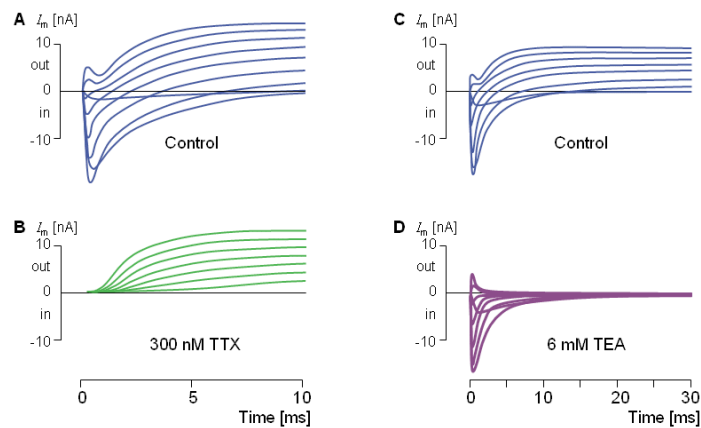 A
Im [nA]
10
out
0
in
-10
Control
B
Im [nA]
10
out
0
in
-10
300 nM TTX
0 5 10
Time [ms]
C
Im [nA]
10
out
0
in
-10
Control
D
Im [nA]
10
out
0
in
-10
6 mM TEA
0 10 20 30
Time [ms]